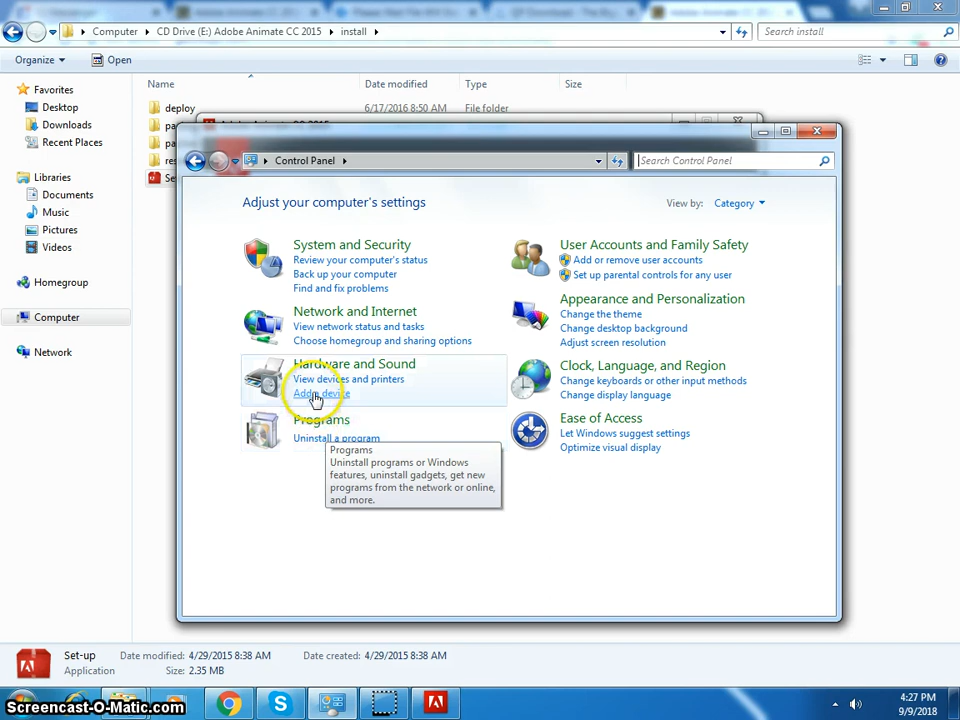 Computer
CD Drive (E:) Adobe Animate CC 2015
install
Search install
Organize
Open
Name
Date modified
Type
Size
Favorites
Desktop
Downloads
Recent Places
Libraries
Documents
Music
Pictures
Videos
Homegroup
Computer
Network
deploy
6/17/2016 8:50 AM
File folder
Control Panel
Search Control Panel
Adjust your computer's settings
View by:
Category
System and Security
Review your computer's status
Back up your computer
Find and fix problems
Network and Internet
View network status and tasks
Choose homegroup and sharing options
Hardware and Sound
View devices and printers
Add a device
Programs
Uninstall a program
Programs
Uninstall programs or Windows
features, uninstall gadgets, get new
programs from the network or online,
and more.
User Accounts and Family Safety
Add or remove user accounts
Set up parental controls for any user
Appearance and Personalization
Change the theme
Change desktop background
Adjust screen resolution
Clock, Language, and Region
Change keyboards or other input methods
Change display language
Ease of Access
Let Windows suggest settings
Optimize visual display
Set-up
Date modified: 4/29/2015 8:38 AM
Date created: 4/29/2015 8:38 AM
Application
Size: 2.35 MB
Screencast-O-Matic.com
4:27 PM
9/9/2018